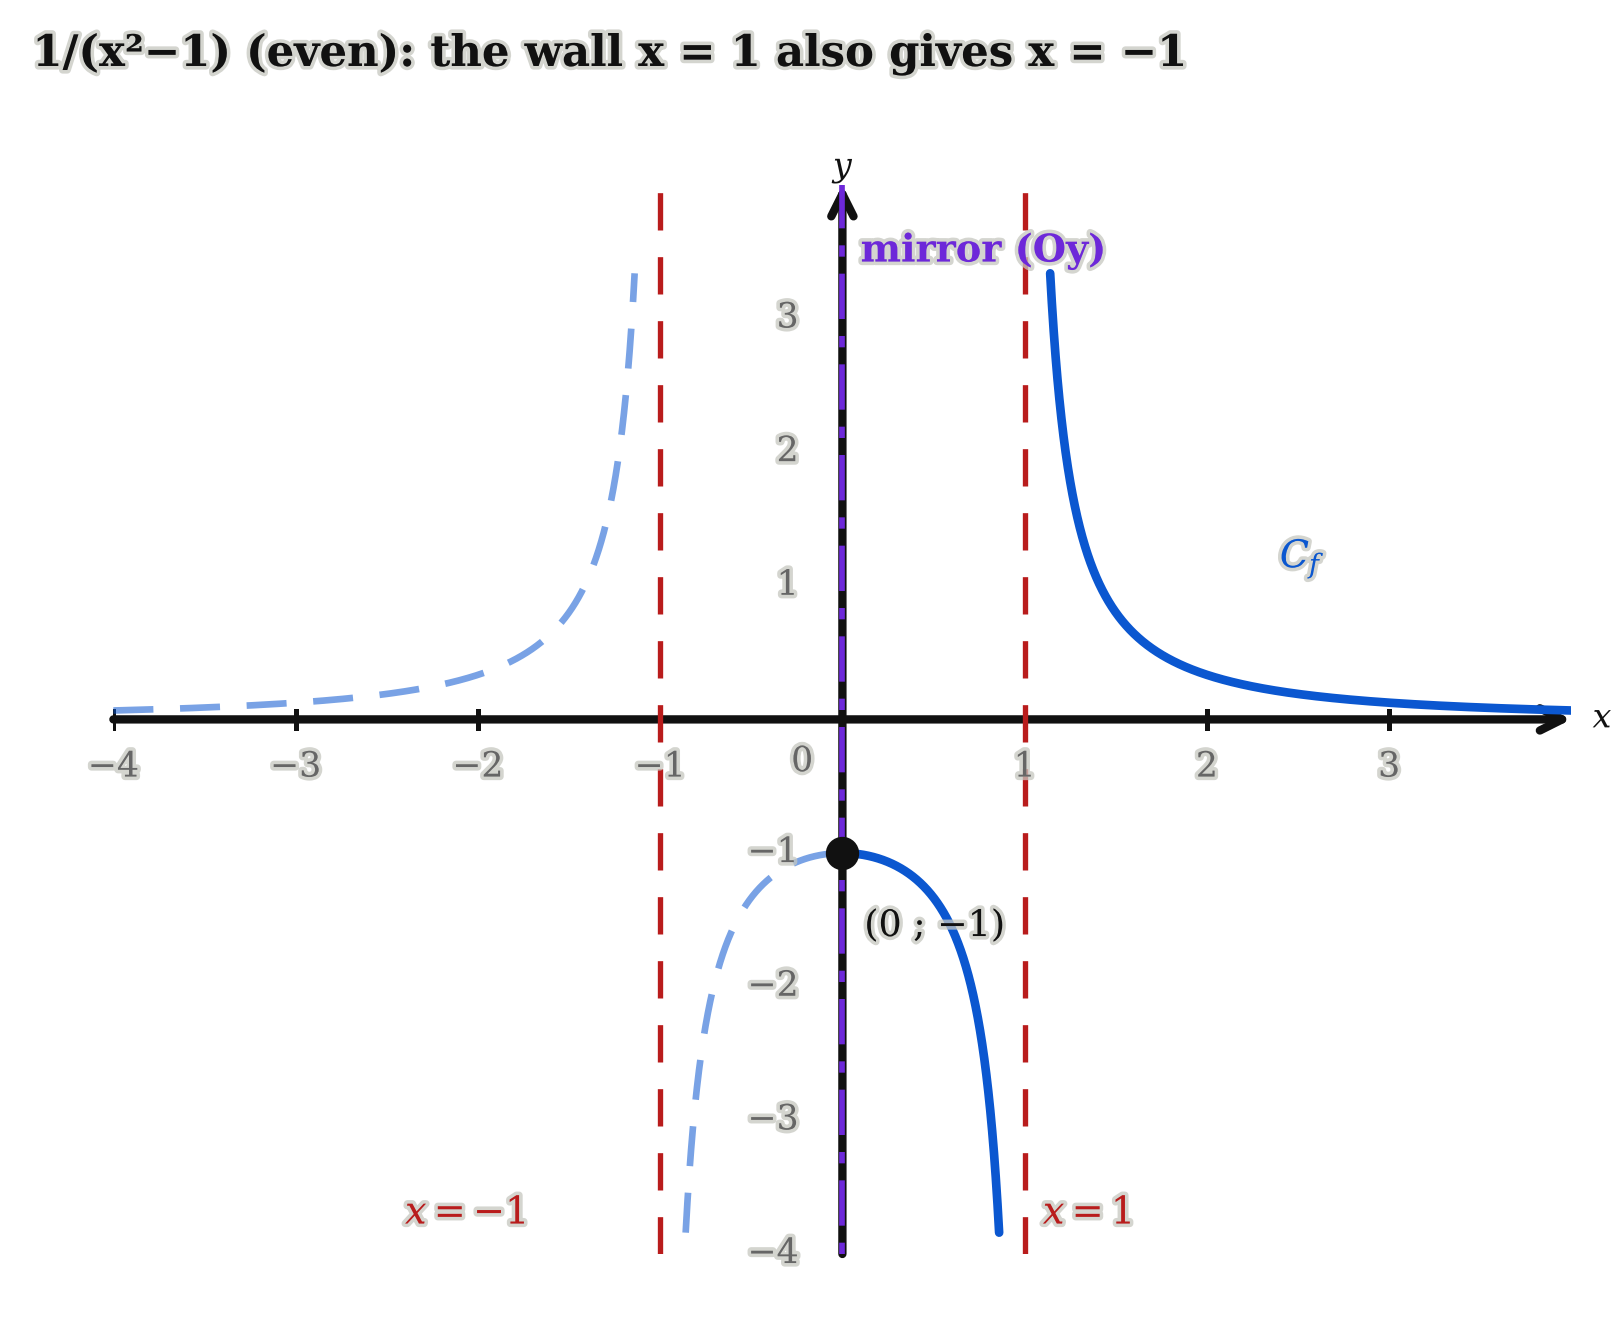 1/(x²−1) (even): the wall x = 1 also gives x = −1
y
mirror (Oy)
3
2
1
C_f
x
−4 −3 −2 −1 0 1 2 3
−1
(0 ; −1)
−2
−3
x = −1 x = 1
−4